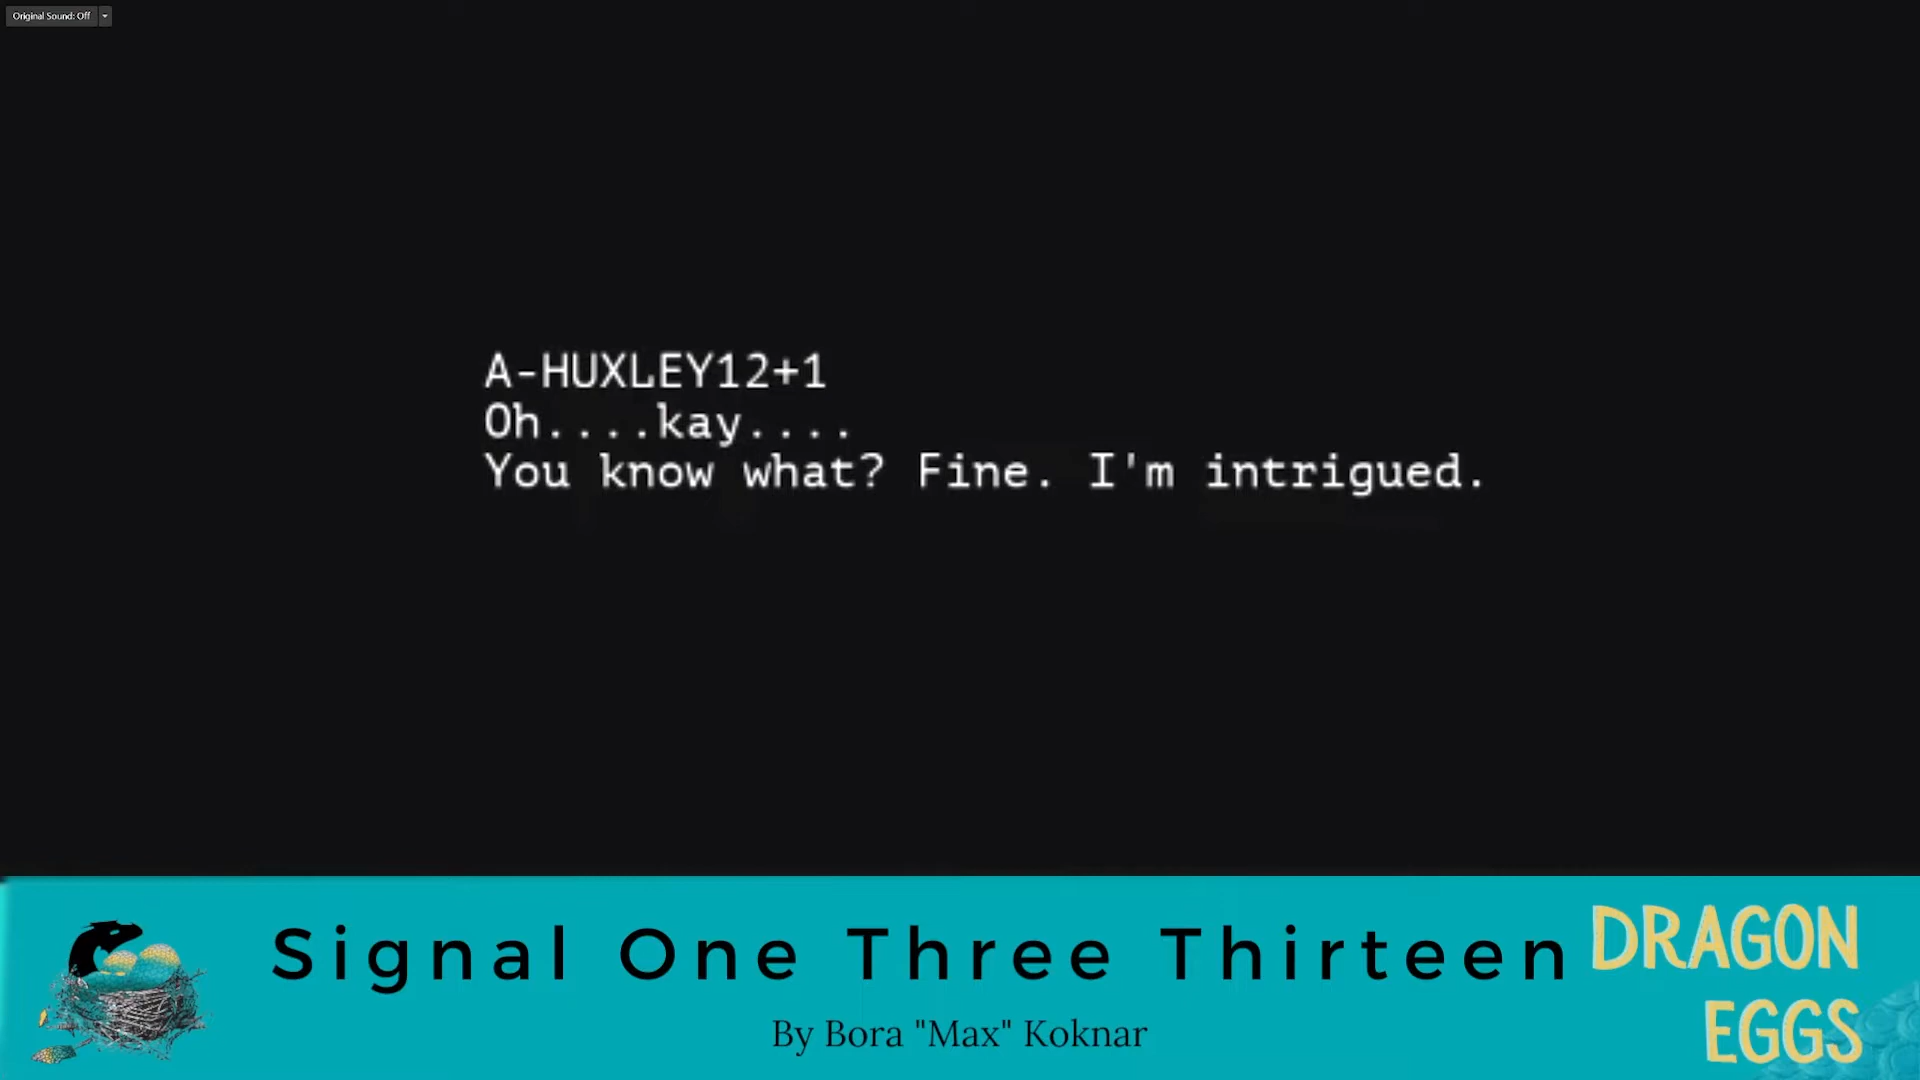 Original Sound: Off
A-HUXLEY12+1
Oh....kay....
You know what? Fine. I'm intrigued.
Signal One Three Thirteen
By Bora "Max" Koknar
DRAGON
EGGS